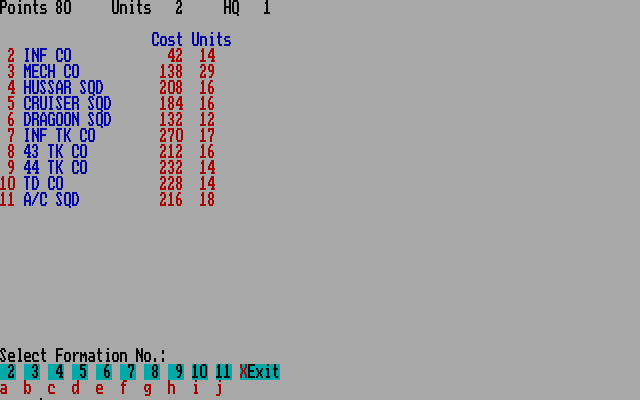 Points 80 Units 2 HQ 1
Cost Units
2 INF CO 42 14
3 MECH CO 138 29
4 HUSSAR SQD 208 16
5 CRUISER SQD 184 16
6 DRAGOON SQD 132 12
7 INF TK CO 270 17
8 43 TK CO 212 16
9 44 TK CO 232 14
10 TD CO 228 14
11 A/C SQD 216 18
Select Formation No.:
2 3 4 5 6 7 8 9 10 11 XExit
a b c d e f g h i j